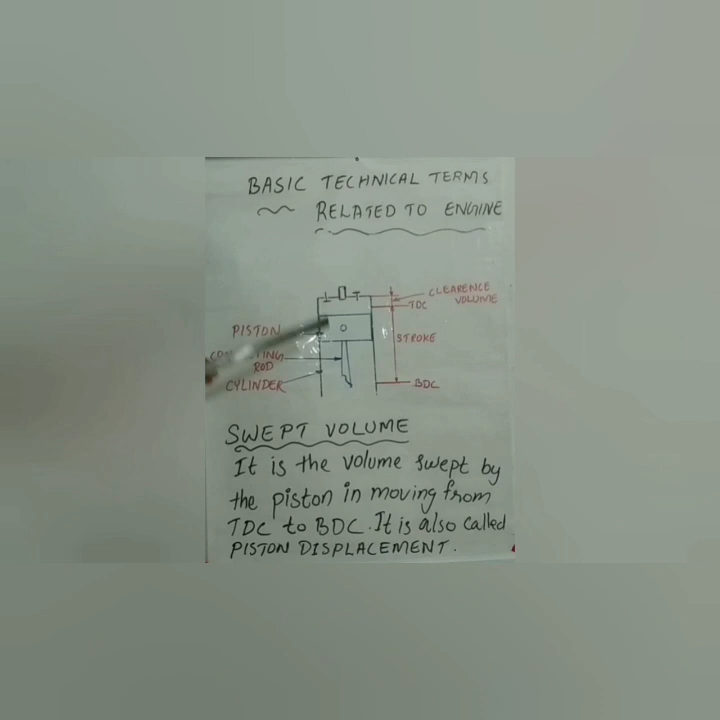 BASIC TECHNICAL TERMS
RELATED TO ENGINE
CLEARENCE
VOLUME
TDC
PISTON
STROKE
ROD
CYLINDER
BDC
SWEPT VOLUME
It is the volume swept by
the piston in moving from
TDC to BDC. It is also called
PISTON DISPLACEMENT.